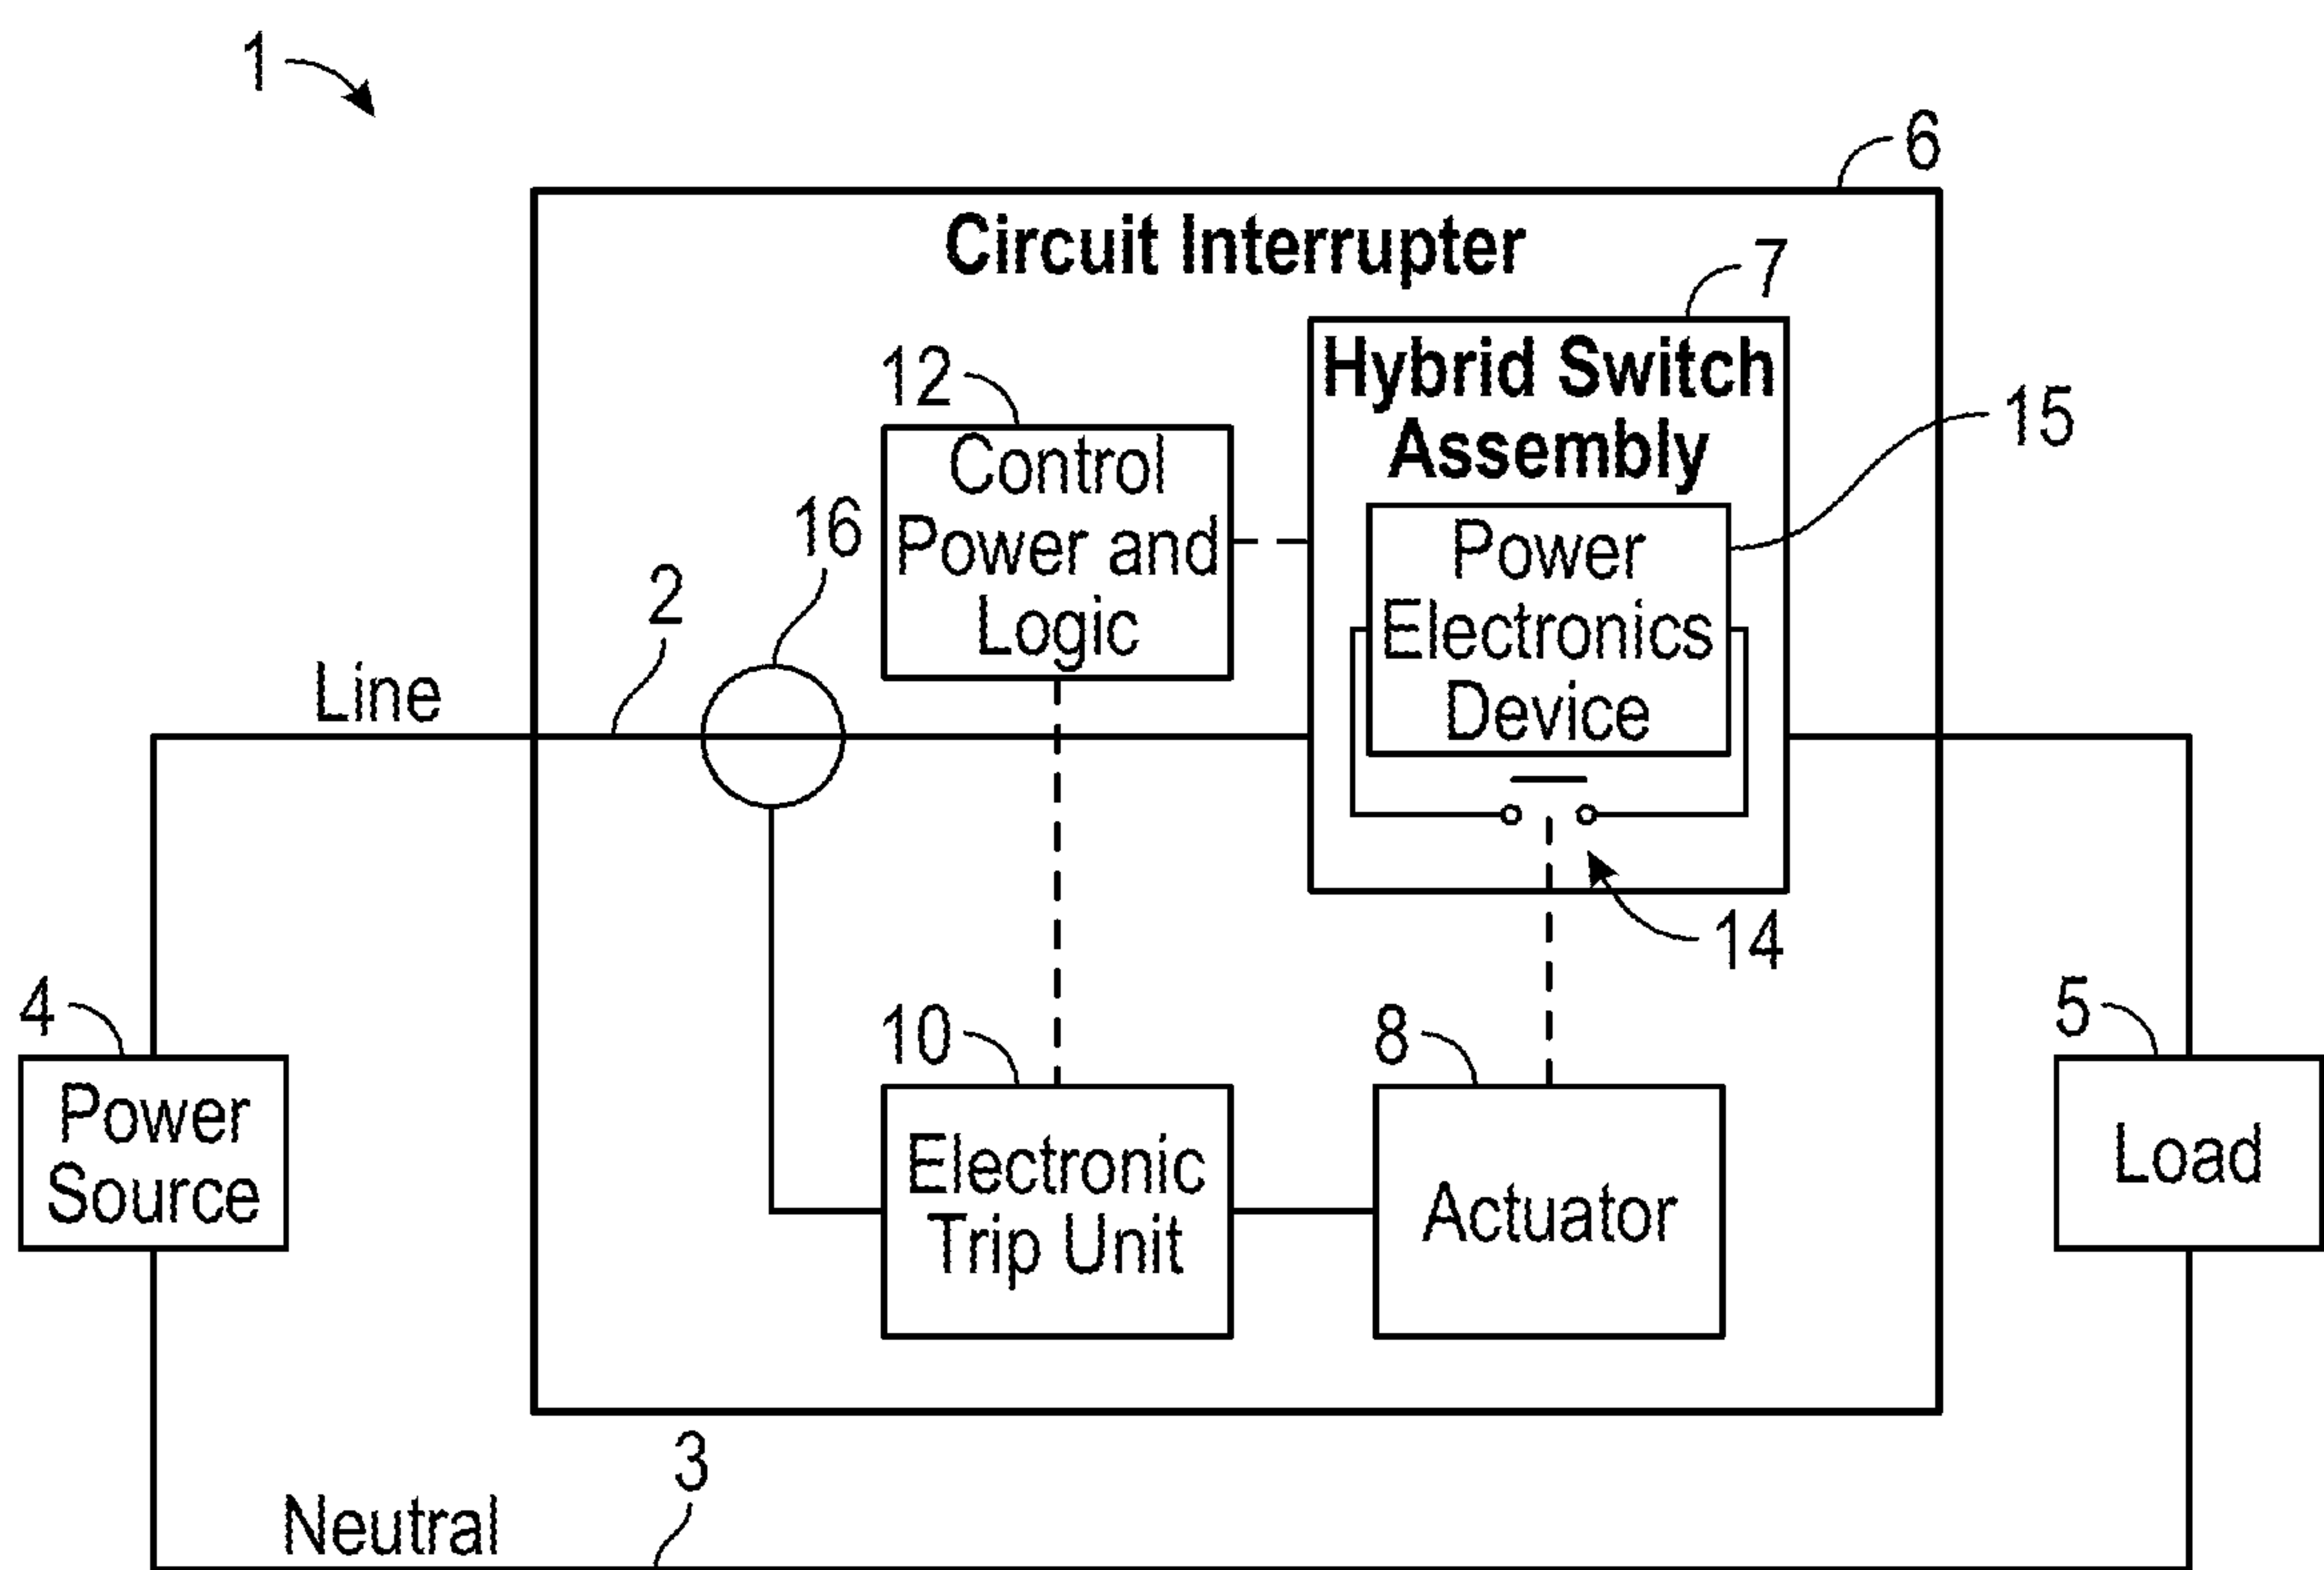 1
6
Circuit Interrupter
7
Hybrid Switch
Assembly
12
15
Control
Power and
Logic
16
Power
Electronics
Device
2
Line
14
4
10
8
5
Power
Source
Electronic
Trip Unit
Actuator
Load
3
Neutral